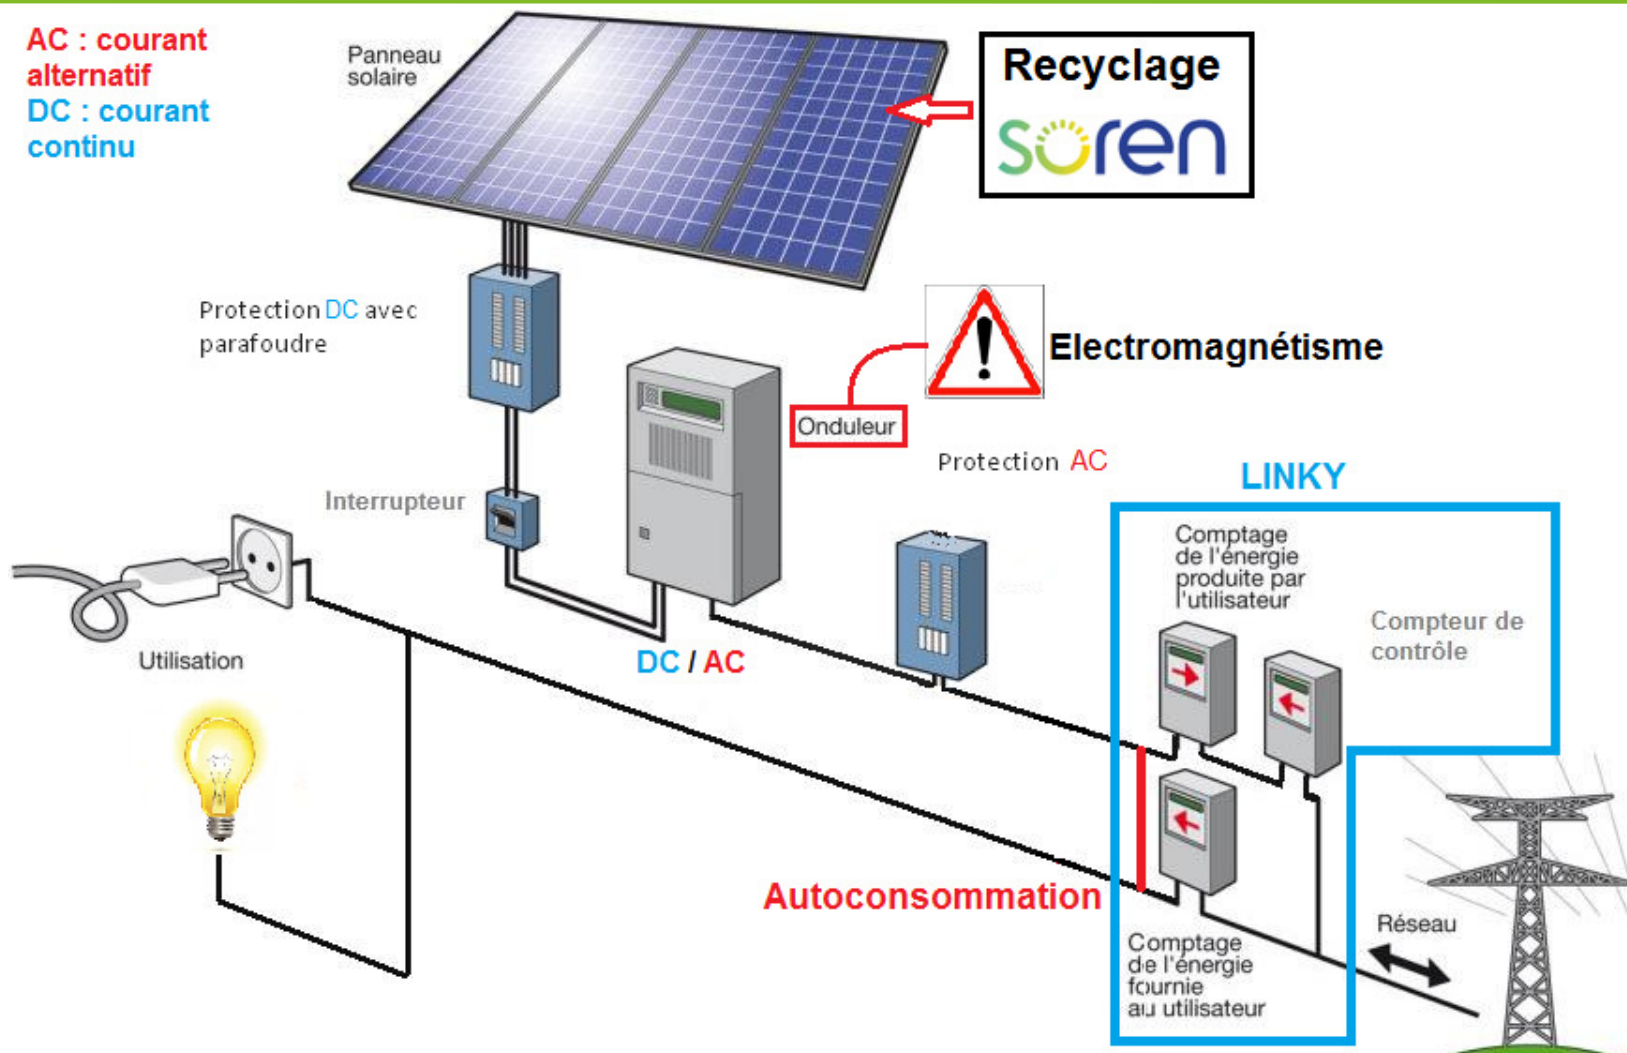 AC : courant
alternatif
DC : courant
continu
Panneau
solaire
Recyclage
soren
Protection DC avec
parafoudre
Electromagnétisme
Onduleur
Protection AC
LINKY
Interrupteur
Comptage
de l'énergie
produite par
l'utilisateur
Compteur de
contrôle
Utilisation
DC / AC
Autoconsommation
Réseau
Comptage
de l'énergie
fournie
au utilisateur